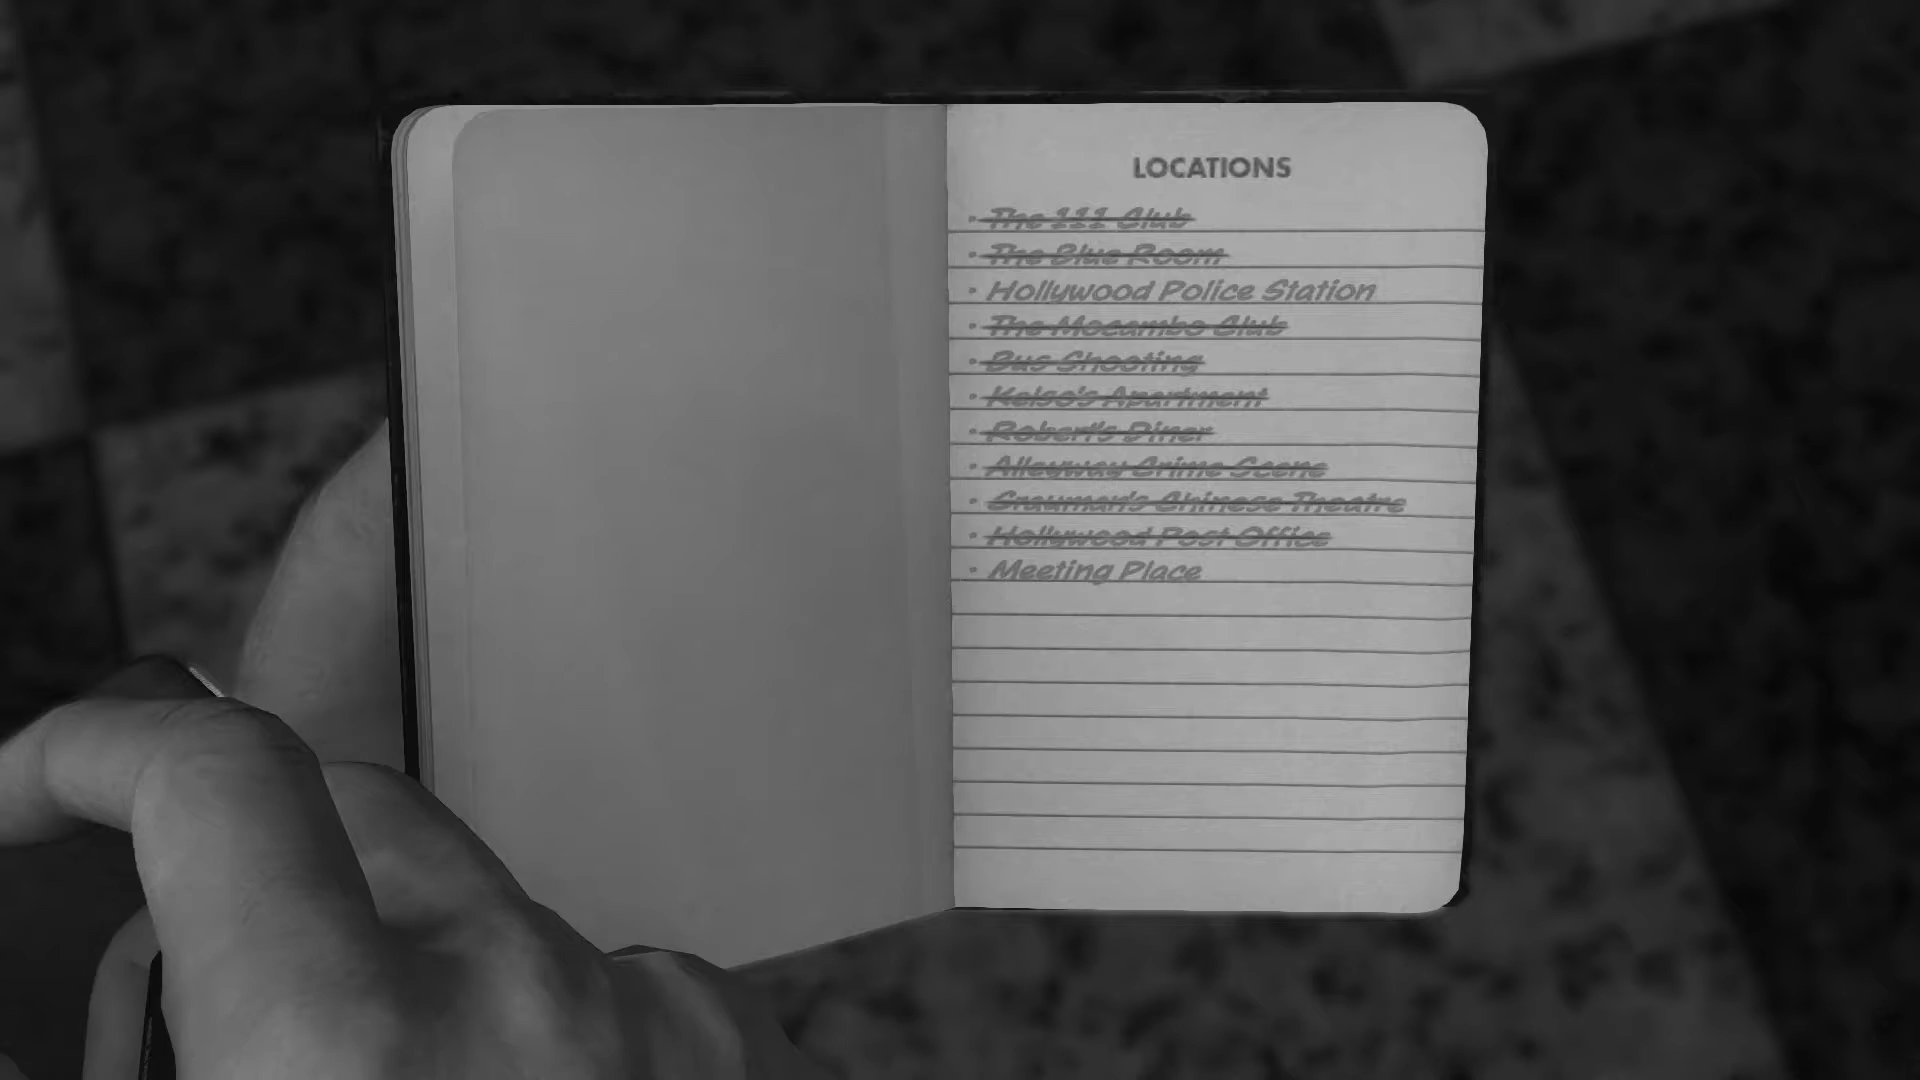 LOCATIONS
· The 111 Club
· The Blue Room
· Hollywood Police Station
· The Mocambo Club
· Bus Shooting
· Kelso's Apartment
· Robert's Diner
· Alleyway Crime Scene
· Grauman's Chinese Theatre
· Hollywood Post Office
· Meeting Place